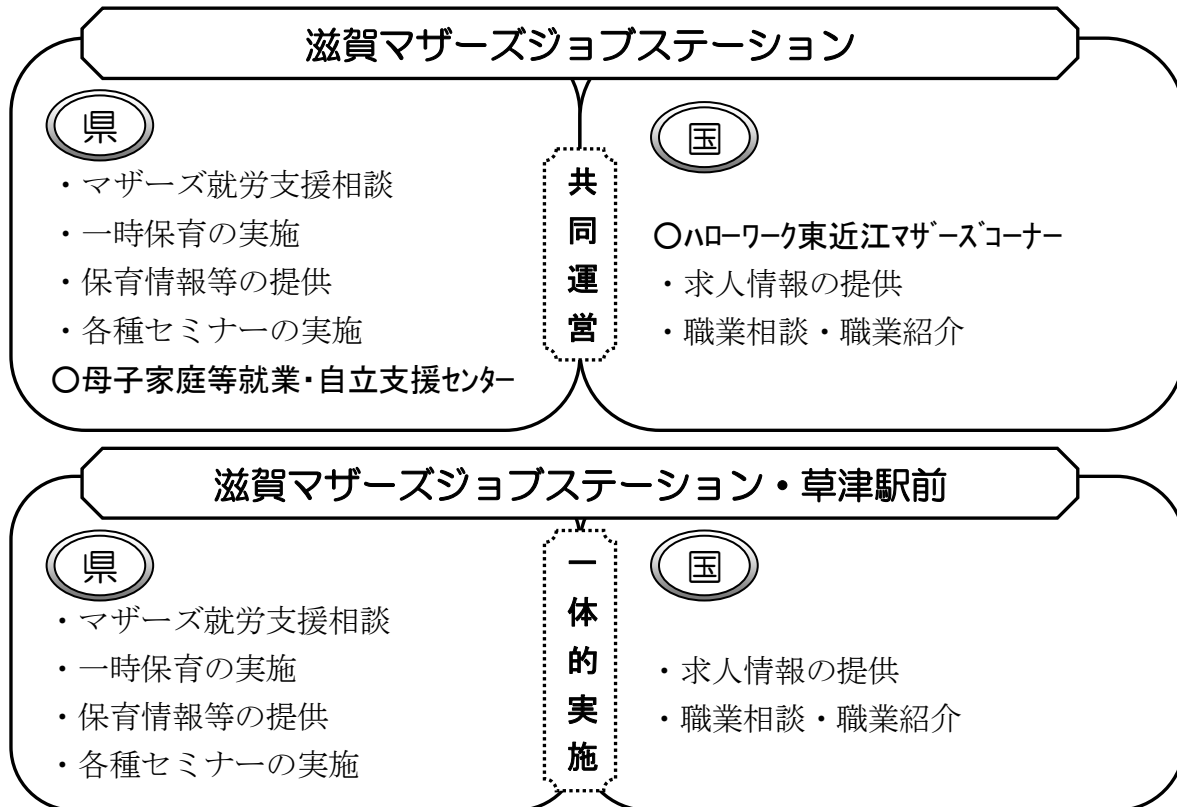 滋賀マザーズジョブステーション
県
・マザーズ就労支援相談
・一時保育の実施
・保育情報等の提供
・各種セミナーの実施
〇母子家庭等就業・自立支援ｾﾝﾀｰ
共同運営
国
〇ﾊﾛｰﾜｰｸ東近江ﾏｻﾞｰｽﾞｺｰﾅｰ
・求人情報の提供
・職業相談・職業紹介
滋賀マザーズジョブステーション・草津駅前
県
・マザーズ就労支援相談
・一時保育の実施
・保育情報等の提供
・各種セミナーの実施
一体的実施
国
・求人情報の提供
・職業相談・職業紹介